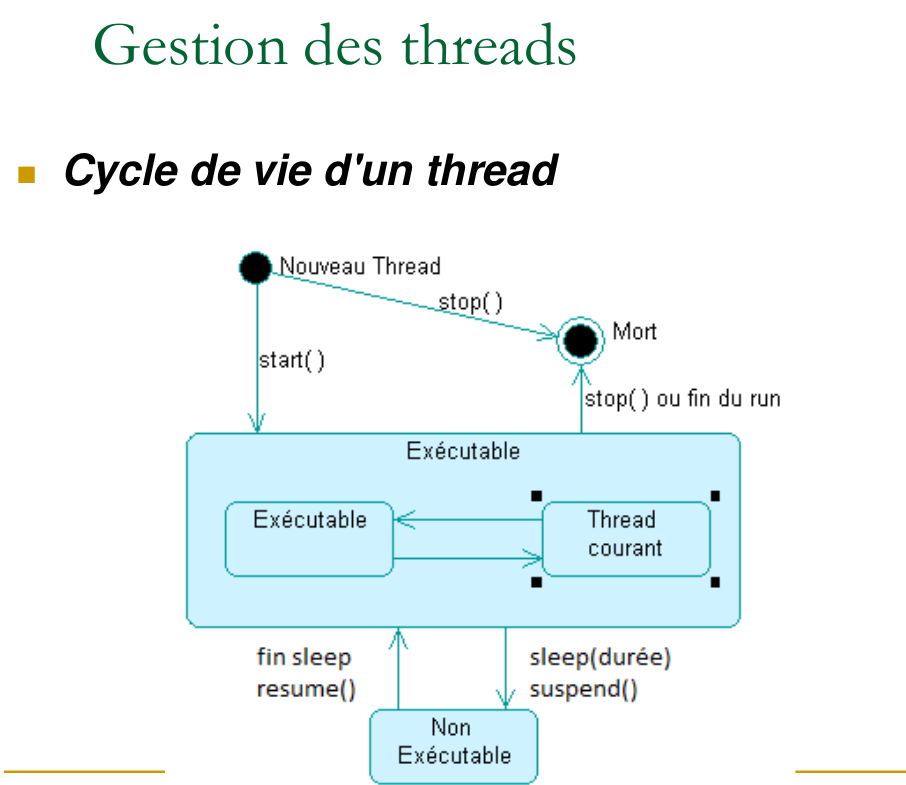 Gestion des threads
Cycle de vie d'un thread
Nouveau Thread
stop( )
Mort
start( )
stop( ) ou fin du run
Exécutable
Exécutable
Thread
courant
fin sleep
resume()
sleep(durée)
suspend()
Non
Exécutable